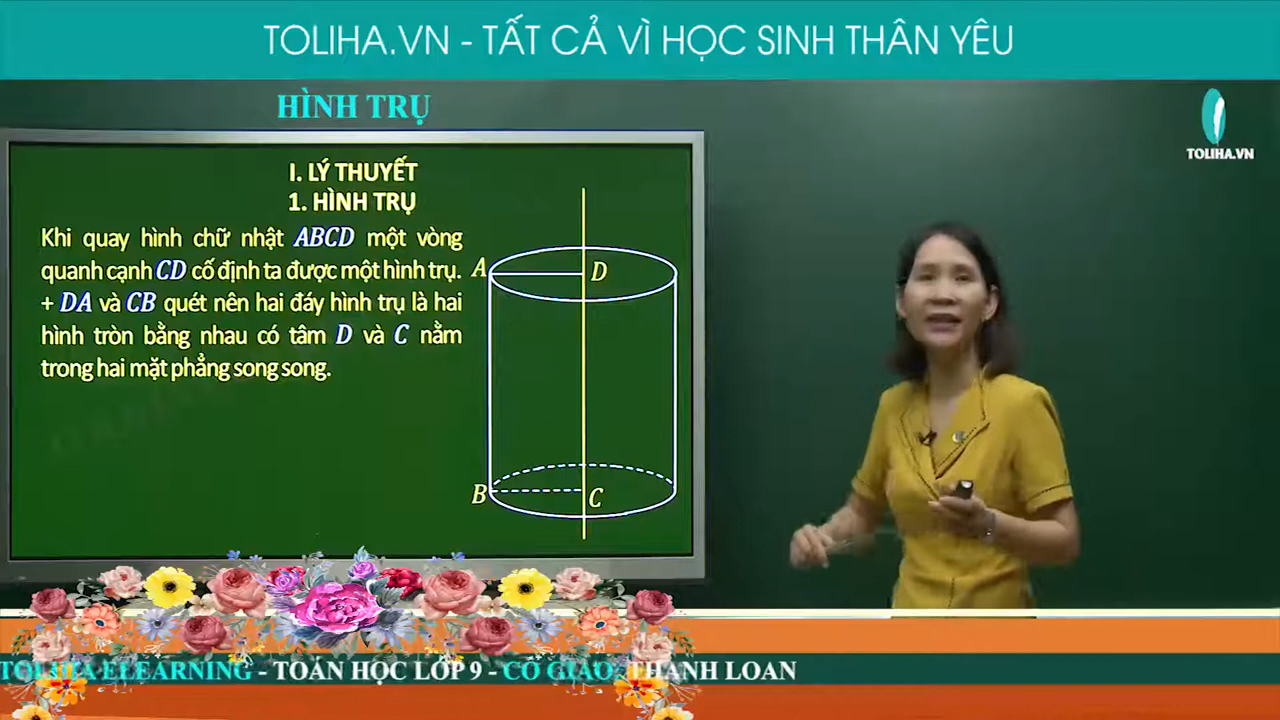 TOLIHA.VN - TẤT CẢ VÌ HỌC SINH THÂN YÊU
HÌNH TRỤ
TOLIHA.VN
I. LÝ THUYẾT
1. HÌNH TRỤ
Khi quay hình chữ nhật ABCD một vòng
quanh cạnh CD cố định ta được một hình trụ.
+ DA và CB quét nên hai đáy hình trụ là hai
hình tròn bằng nhau có tâm D và C nằm
trong hai mặt phẳng song song.
A
D
B
C
TOLIHA ELEARNING - TOÁN HỌC LỚP 9 - CÔ GIÁO: THANH LOAN